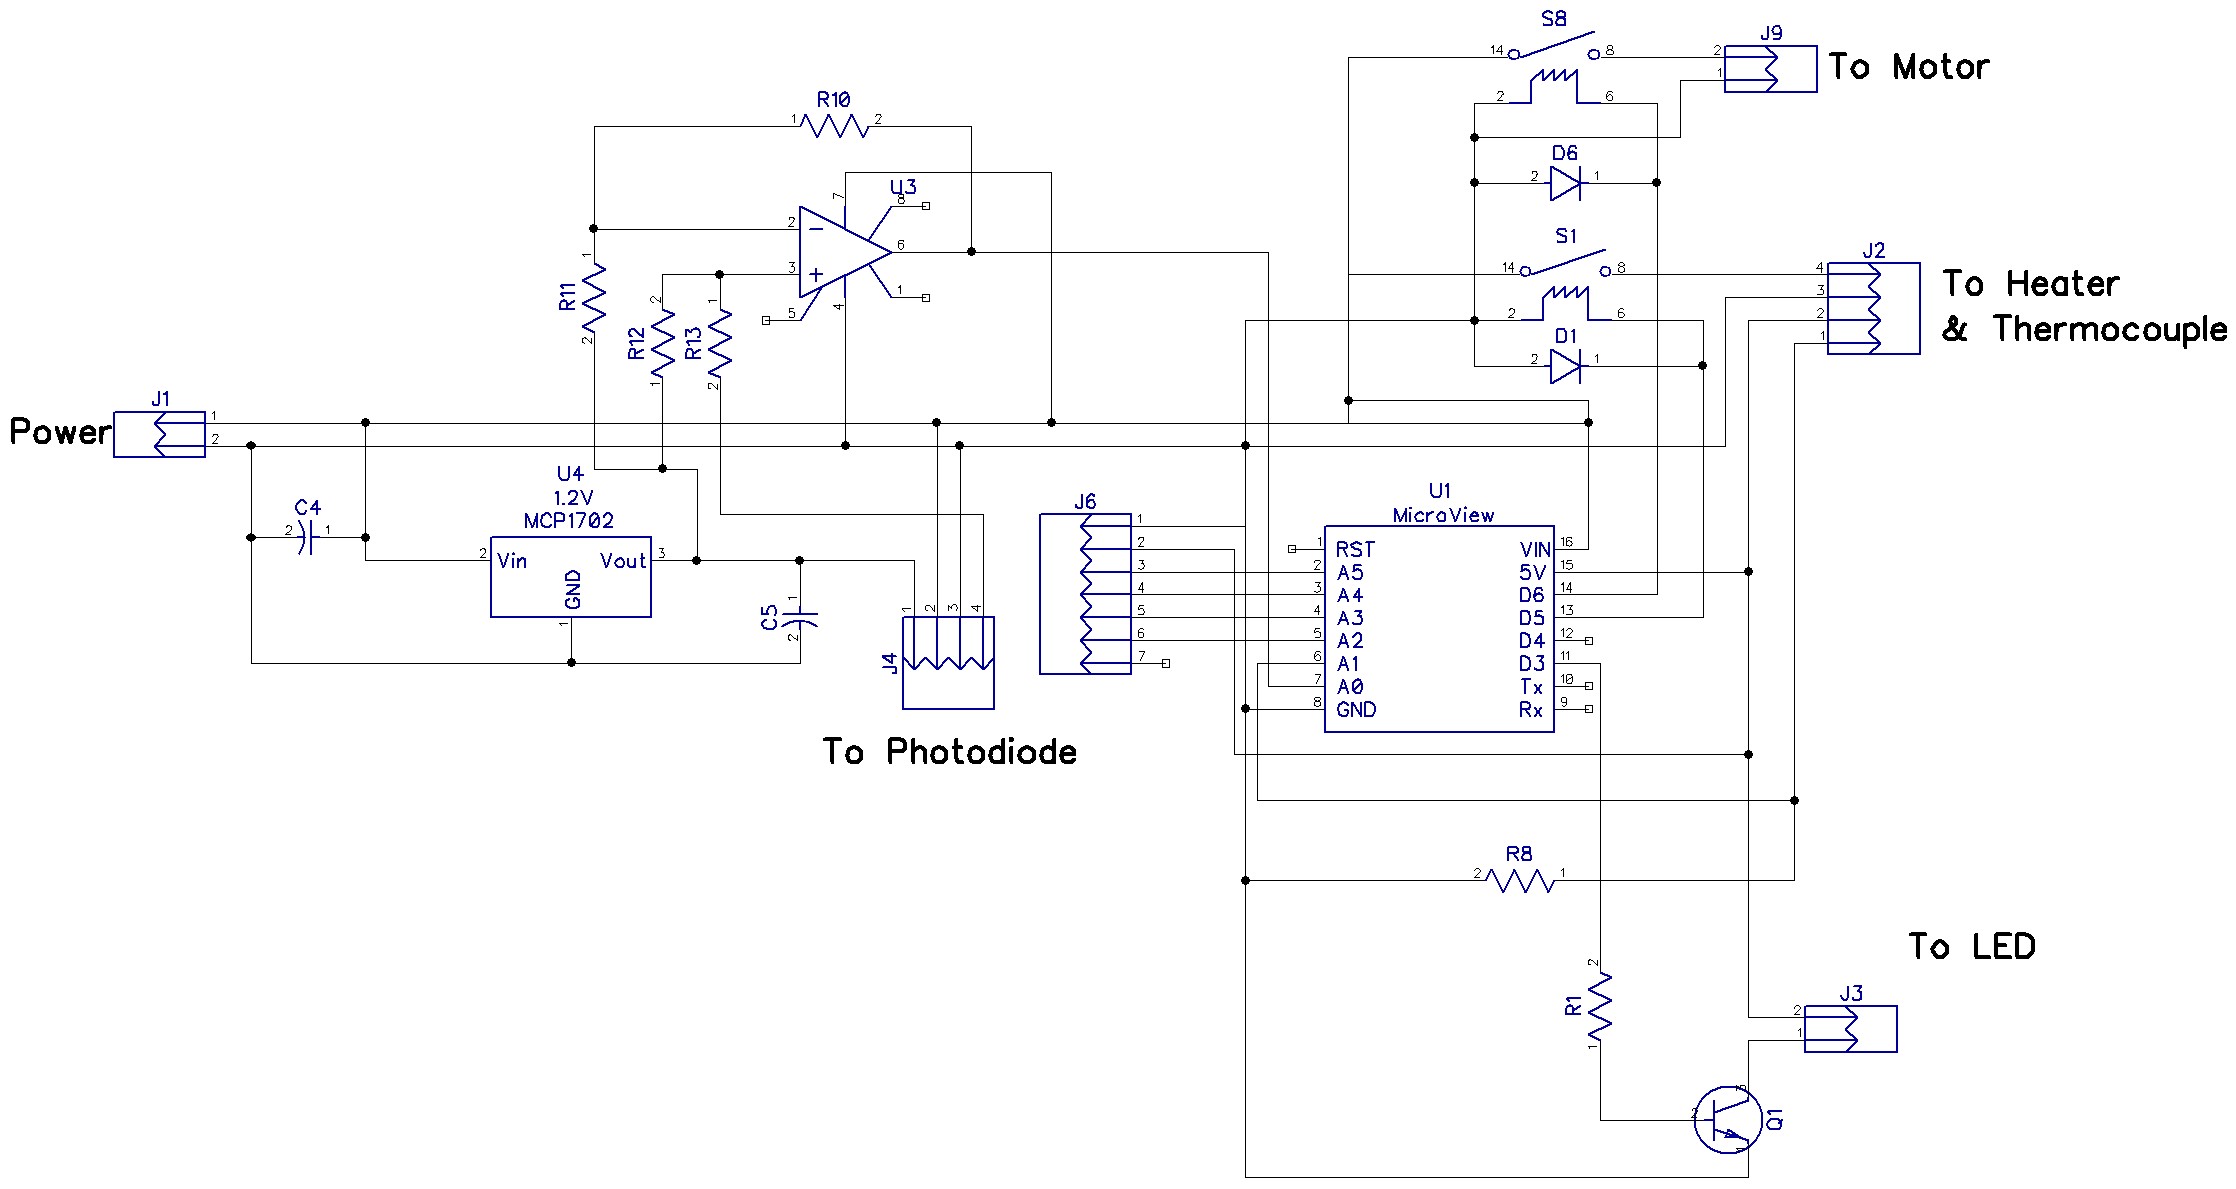 S8
14
8
J9
2
1
To Motor
2
6
R10
1
2
D6
2
1
7
U3
8
2
6
3
1
5
4
S1
14
8
J2
4
3
2
1
To Heater
& Thermocouple
2
6
D1
2
1
1
R11
2
2
R12
1
1
R13
2
J1
1
2
Power
U4
1.2V
MCP1702
C4
2
1
2
Vin
Vout
3
GND
1
1
C5
2
1
2
3
4
J4
To Photodiode
J6
1
2
3
4
5
6
7
U1
MicroView
1 RST VIN 16
2 A5 5V 15
3 A4 D6 14
4 A3 D5 13
5 A2 D4 12
6 A1 D3 11
7 A0 Tx 10
8 GND Rx 9
R8
2
1
To LED
2
R1
1
J3
2
1
3
2
Q1
1